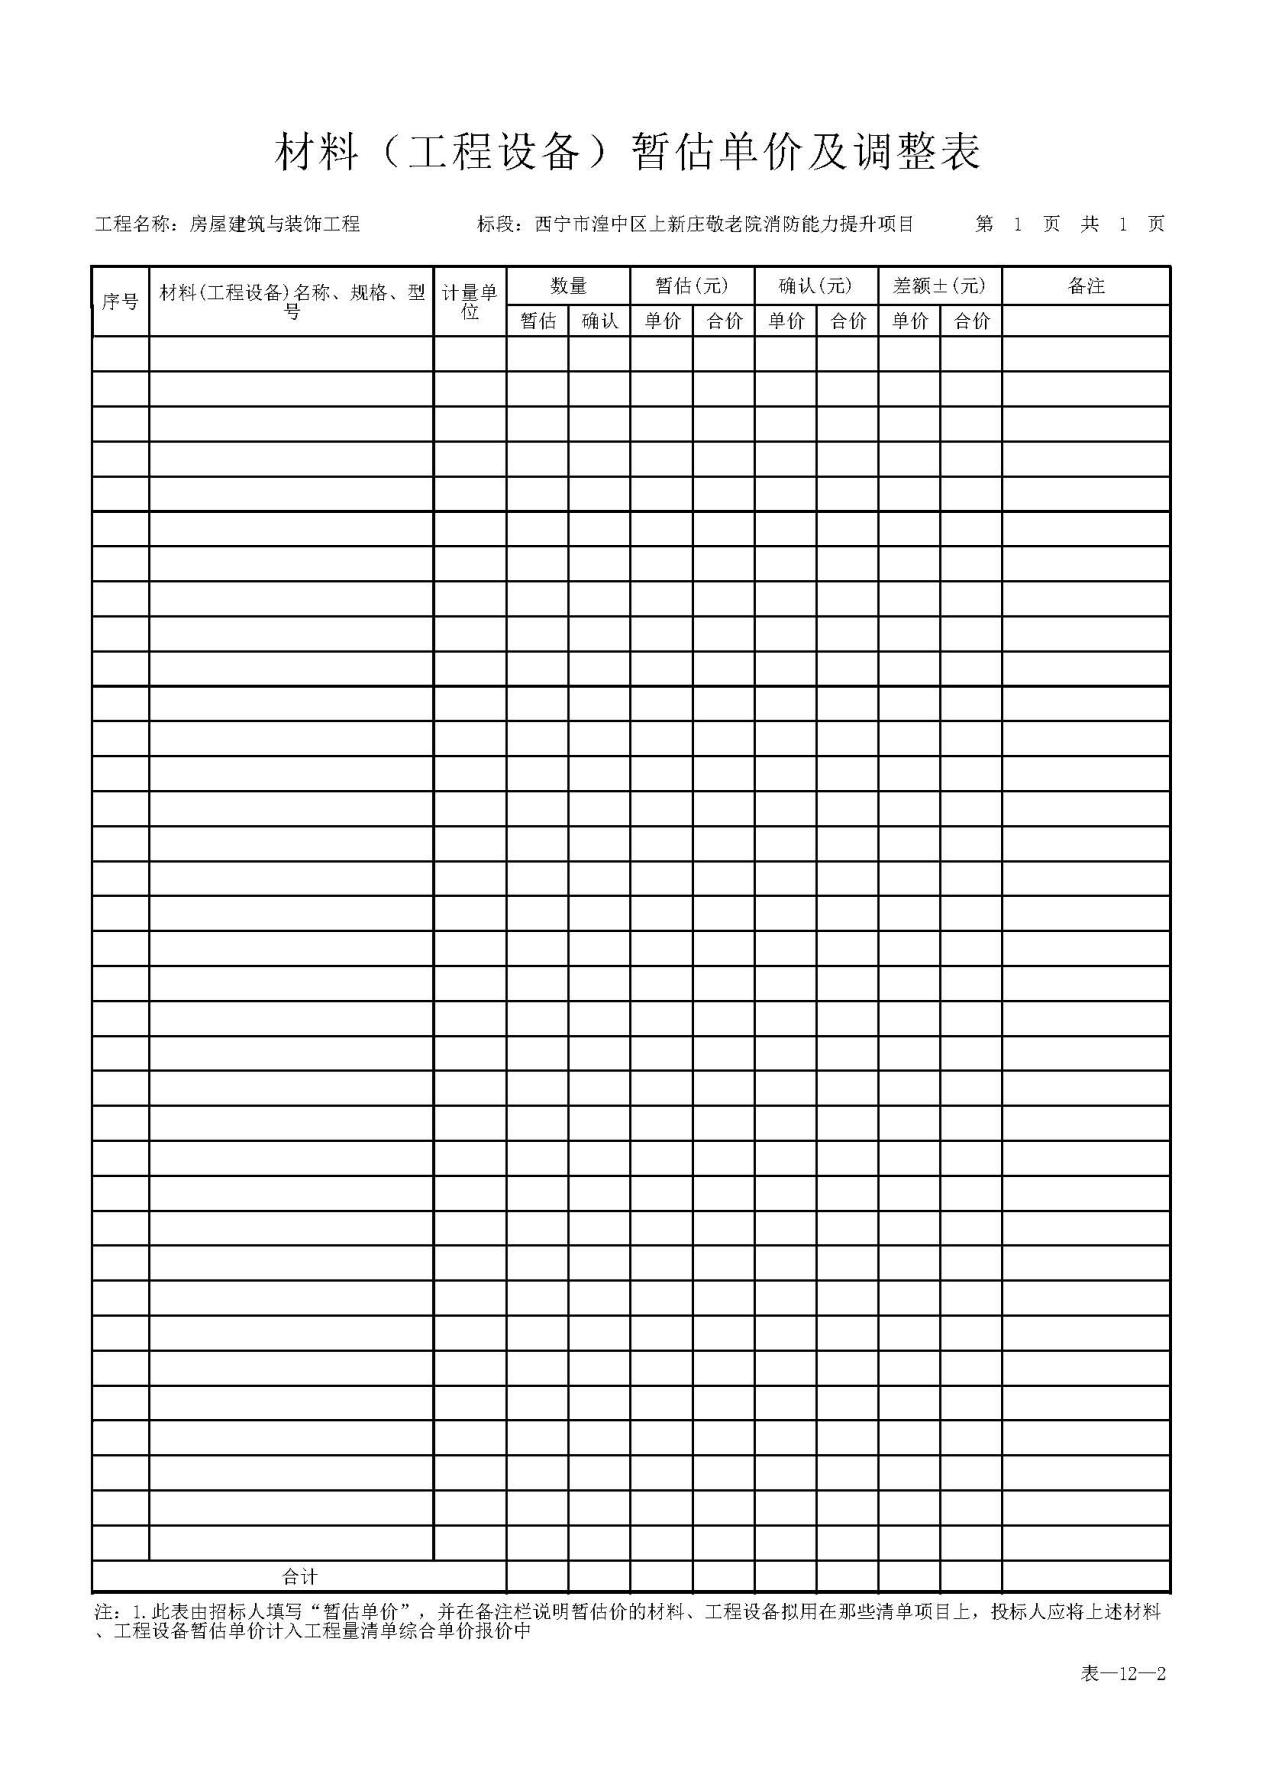 材料（工程设备）暂估单价及调整表
工程名称：房屋建筑与装饰工程 标段：西宁市湟中区上新庄敬老院消防能力提升项目 第 1 页 共 1 页
序号 材料(工程设备)名称、规格、型号 计量单位 数量 暂估(元) 确认(元) 差额±(元) 备注
暂估 确认 单价 合价 单价 合价 单价 合价
合计
注：1.此表由招标人填写“暂估单价”，并在备注栏说明暂估价的材料、工程设备拟用在那些清单项目上，投标人应将上述材料
、工程设备暂估单价计入工程量清单综合单价报价中
表—12—2